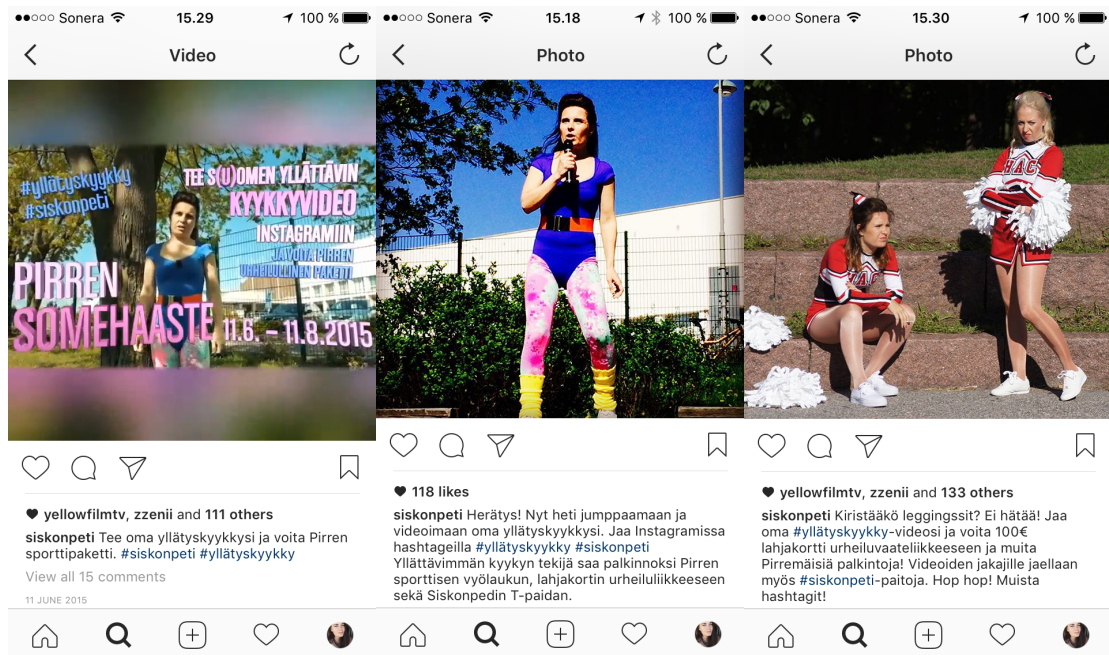 Sonera 15.29 100 %
Video
#yllätyskyykky
#siskonpeti
TEE S(U)OMEN YLLÄTTÄVIN
KYYKKYVIDEO
INSTAGRAMIIN
JA VOITA PIRREN
URHEILULLINEN PAKETTI
PIRREN
SOMEHAASTE 11.6. – 11.8.2015
yellowfilmtv, zzenii and 111 others
siskonpeti Tee oma yllätyskyykkysi ja voita Pirren
sporttipaketti. #siskonpeti #yllätyskyykky
View all 15 comments
11 JUNE 2015
Sonera 15.18 100 %
Photo
118 likes
siskonpeti Herätys! Nyt heti jumppaamaan ja
videoimaan oma yllätyskyykkysi. Jaa Instagramissa
hashtageilla #yllätyskyykky #siskonpeti
Yllättävimmän kyykyn tekijä saa palkinnoksi Pirren
sporttisen vyölaukun, lahjakortin urheiluliikkeeseen
sekä Siskonpedin T-paidan.
Sonera 15.30 100 %
Photo
HAC
HAC
yellowfilmtv, zzenii and 133 others
siskonpeti Kiristääkö leggingssit? Ei hätää! Jaa
oma #yllätyskyykky-videosi ja voita 100€
lahjakortti urheiluvaateliikkeeseen ja muita
Pirremäisiä palkintoja! Videoiden jakajille jaellaan
myös #siskonpeti-paitoja. Hop hop! Muista
hashtagit!